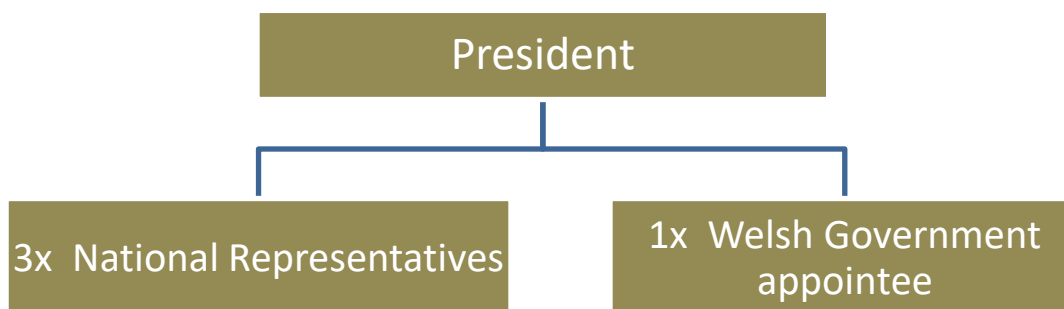 President
3x National Representatives
1x Welsh Government
appointee